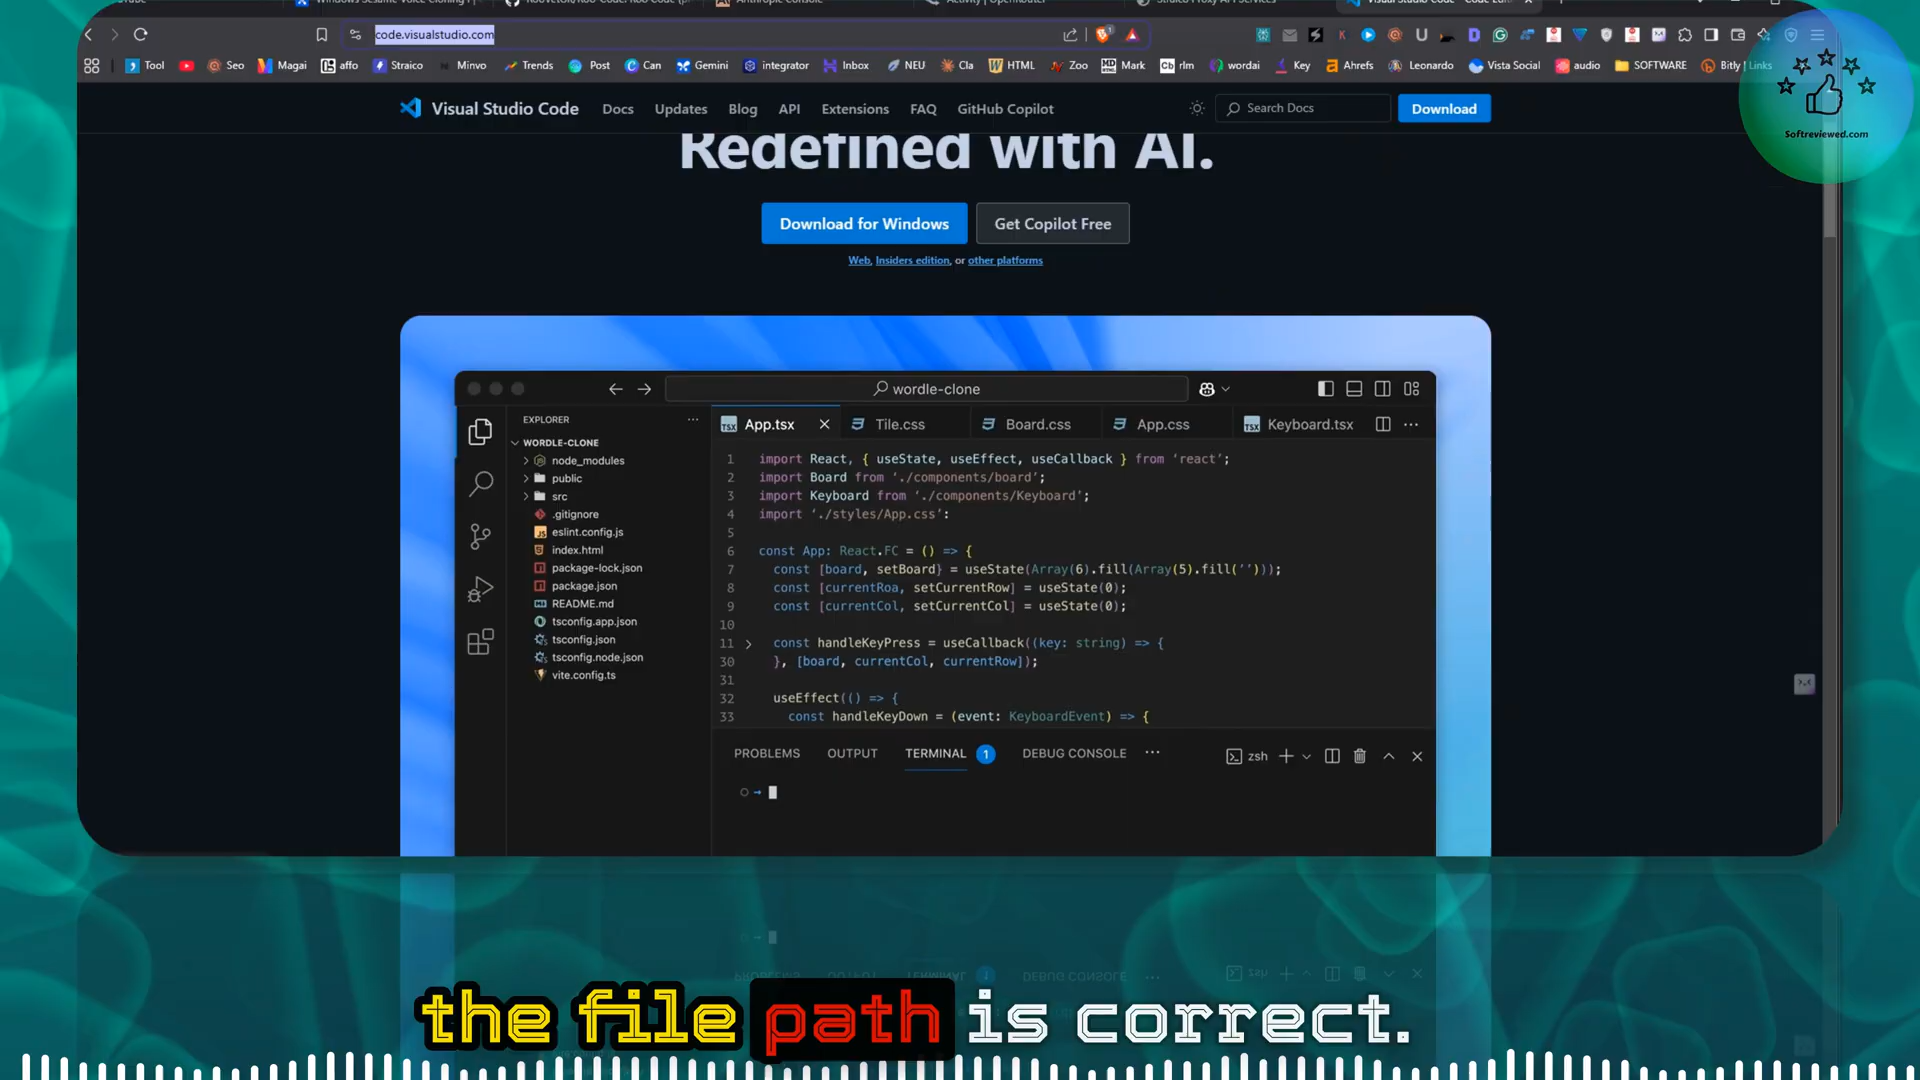 code.visualstudio.com
Tool Seo Magai affo Straico Minvo Trends Post Can Gemini integrator Inbox NEU Cla HTML Zoo Mark rlm wordai Key Ahrefs Leonardo Vista Social audio SOFTWARE Bitly | Links
Softreviewed.com
Visual Studio Code Docs Updates Blog API Extensions FAQ GitHub Copilot Search Docs Download
Redefined with AI.
Download for Windows Get Copilot Free
Web, Insiders edition, or other platforms
wordle-clone
EXPLORER
WORDLE-CLONE
node_modules
public
src
.gitignore
eslint.config.js
index.html
package-lock.json
package.json
README.md
tsconfig.app.json
tsconfig.json
tsconfig.node.json
vite.config.ts
App.tsx Tile.css Board.css App.css Keyboard.tsx
1 import React, { useState, useEffect, useCallback } from ‘react’;
2 import Board from ‘./components/board’;
3 import Keyboard from ‘./components/Keyboard’;
4 import ‘./styles/App.css’:
5
6 const App: React.FC = () => {
7 const [board, setBoard} = useState(Array(6).fill(Array(5).fill(‘’)));
8 const [currentRoa, setCurrentRow] = useState(0);
9 const [currentCol, setCurrentCol] = useState(0);
10
11 const handleKeyPress = useCallback((key: string) => {
30 }, [board, currentCol, currentRow]);
31
32 useEffect(() => {
33 const handleKeyDown = (event: KeyboardEvent) => {
PROBLEMS OUTPUT TERMINAL 1 DEBUG CONSOLE zsh
the file path is correct.